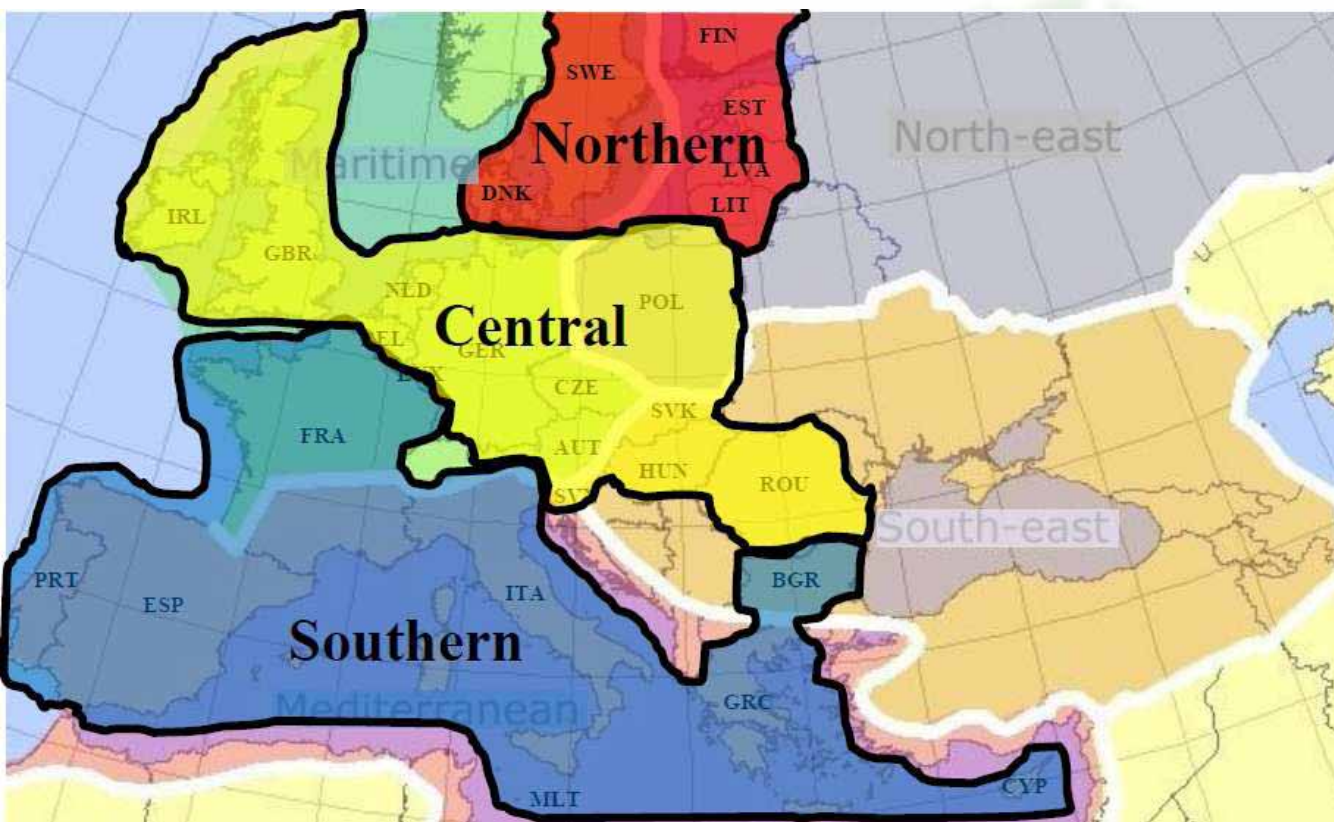 FIN
SWE
EST
Northern
North-east
Maritime
LVA
DNK
LIT
IRL
GBR
NLD
POL
Central
GER
CZE
SVK
FRA
AUT
HUN
ROU
South-east
PRT
ESP
ITA
BGR
Southern
Mediterranean
GRC
CYP
MLT